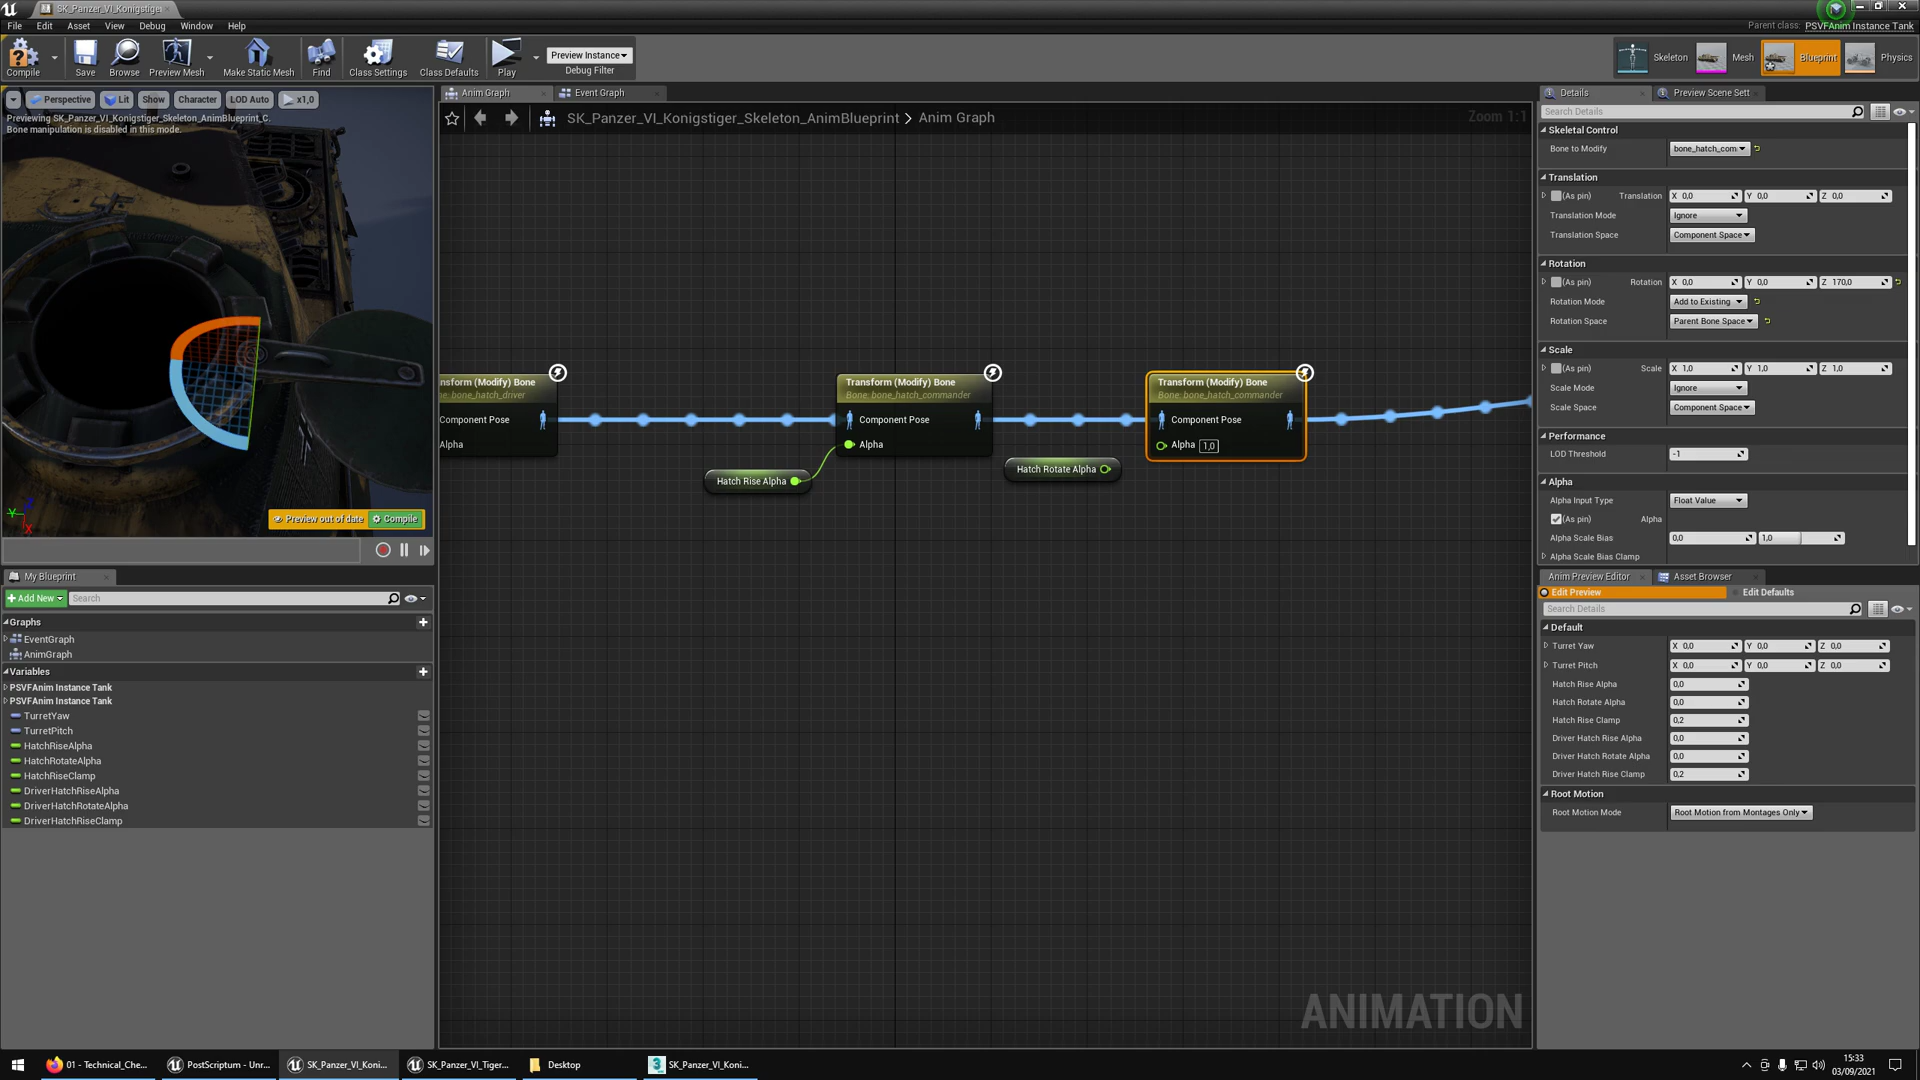 SK_Panzer_VI_Konigstiger
File Edit Asset View Debug Window Help
Parent class: PSVFAnim Instance Tank
Compile Save Browse Preview Mesh Make Static Mesh Find Class Settings Class Defaults Play
Preview Instance
Debug Filter
Skeleton Mesh Blueprint Physics
Perspective Lit Show Character LOD Auto x1,0
Previewing SK_Panzer_VI_Konigstiger_Skeleton_AnimBlueprint_C.
Bone manipulation is disabled in this mode.
Z
Y
X
Preview out of date Compile
My Blueprint
Add New Search
Graphs
EventGraph
AnimGraph
Variables
PSVFAnim Instance Tank
PSVFAnim Instance Tank
TurretYaw
TurretPitch
HatchRiseAlpha
HatchRotateAlpha
HatchRiseClamp
DriverHatchRiseAlpha
DriverHatchRotateAlpha
DriverHatchRiseClamp
Anim Graph Event Graph
SK_Panzer_VI_Konigstiger_Skeleton_AnimBlueprint > Anim Graph
Zoom 1:1
nsform (Modify) Bone
e: bone_hatch_driver
Component Pose
Alpha
Hatch Rise Alpha
Transform (Modify) Bone
Bone: bone_hatch_commander
Component Pose
Alpha
Hatch Rotate Alpha
Transform (Modify) Bone
Bone: bone_hatch_commander
Component Pose
Alpha 1,0
ANIMATION
Details Preview Scene Sett
Search Details
Skeletal Control
Bone to Modify bone_hatch_com
Translation
(As pin) Translation X 0,0 Y 0,0 Z 0,0
Translation Mode Ignore
Translation Space Component Space
Rotation
(As pin) Rotation X 0,0 Y 0,0 Z 170,0
Rotation Mode Add to Existing
Rotation Space Parent Bone Space
Scale
(As pin) Scale X 1,0 Y 1,0 Z 1,0
Scale Mode Ignore
Scale Space Component Space
Performance
LOD Threshold -1
Alpha
Alpha Input Type Float Value
(As pin) Alpha
Alpha Scale Bias 0,0 1,0
Alpha Scale Bias Clamp
Anim Preview Editor Asset Browser
Edit Preview Edit Defaults
Search Details
Default
Turret Yaw X 0,0 Y 0,0 Z 0,0
Turret Pitch X 0,0 Y 0,0 Z 0,0
Hatch Rise Alpha 0,0
Hatch Rotate Alpha 0,0
Hatch Rise Clamp 0,2
Driver Hatch Rise Alpha 0,0
Driver Hatch Rotate Alpha 0,0
Driver Hatch Rise Clamp 0,2
Root Motion
Root Motion Mode Root Motion from Montages Only
01 - Technical_Che... PostScriptum - Unr... SK_Panzer_VI_Koni... SK_Panzer_VI_Tiger... Desktop SK_Panzer_VI_Koni...
15:33
03/09/2021